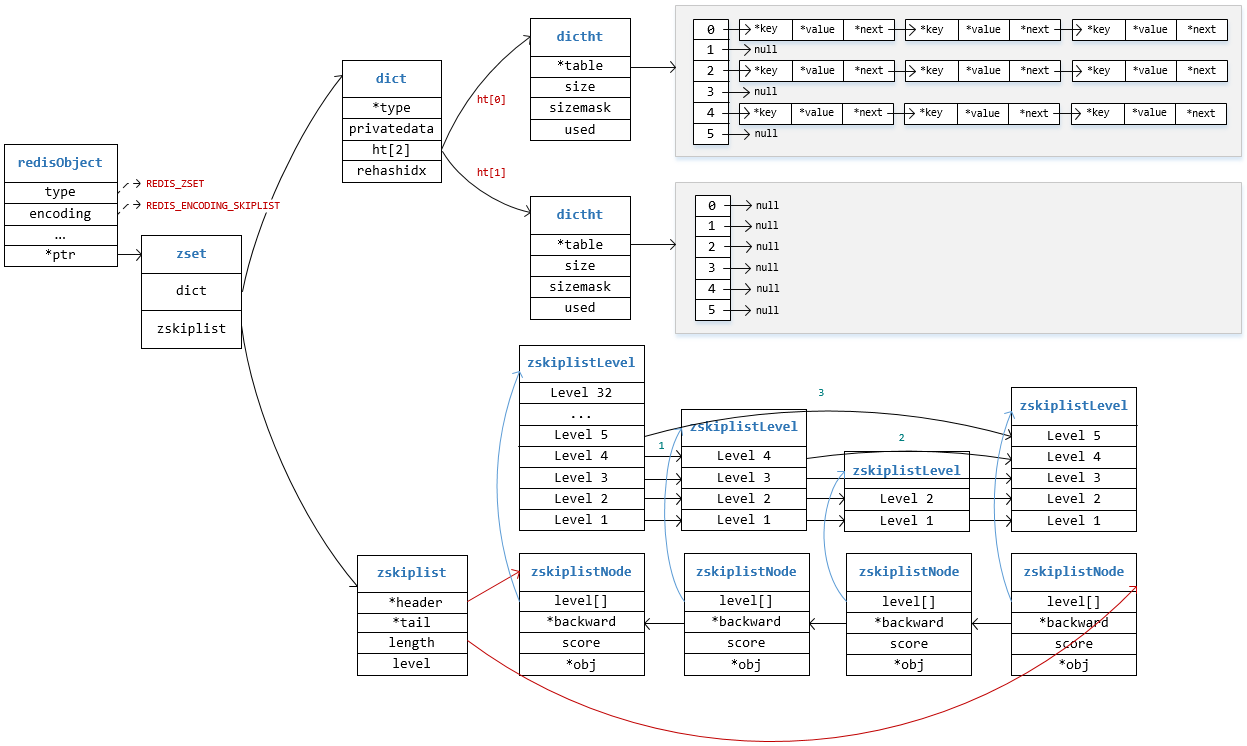 redisObject
type
encoding
...
*ptr
REDIS_ZSET
REDIS_ENCODING_SKIPLIST
zset
dict
zskiplist
dict
*type
privatedata
ht[2]
rehashidx
ht[0]
ht[1]
dictht
*table
size
sizemask
used
0 *key *value *next *key *value *next *key *value *next
1 null
2 *key *value *next *key *value *next *key *value *next
3 null
4 *key *value *next *key *value *next *key *value *next
5 null
dictht
*table
size
sizemask
used
0 null
1 null
2 null
3 null
4 null
5 null
zskiplistLevel
Level 32
...
Level 5
Level 4
Level 3
Level 2
Level 1
1
zskiplistLevel
Level 4
Level 3
Level 2
Level 1
3
2
zskiplistLevel
Level 2
Level 1
zskiplistLevel
Level 5
Level 4
Level 3
Level 2
Level 1
zskiplist
*header
*tail
length
level
zskiplistNode
level[]
*backward
score
*obj
zskiplistNode
level[]
*backward
score
*obj
zskiplistNode
level[]
*backward
score
*obj
zskiplistNode
level[]
*backward
score
*obj